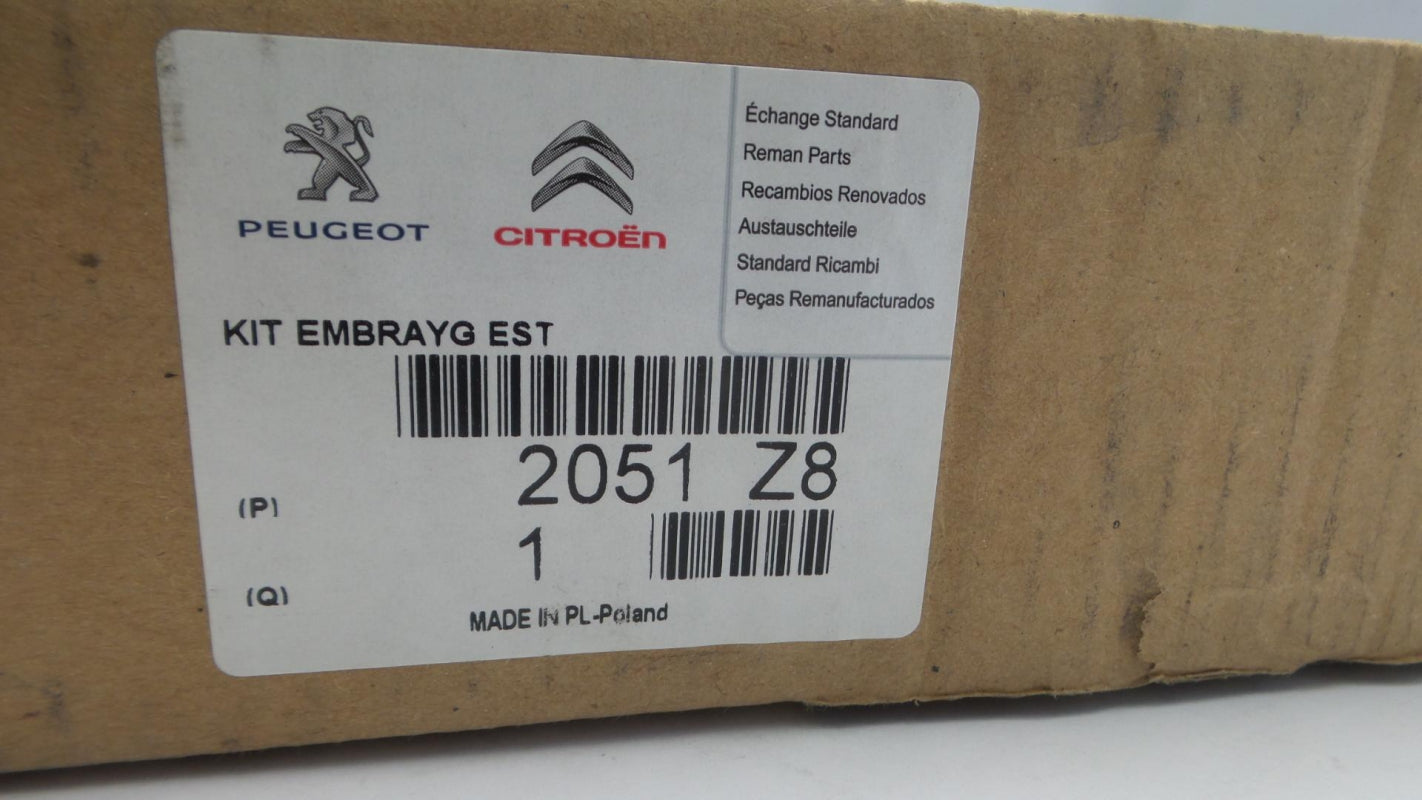 PEUGEOT
CITROËN
Échange Standard
Reman Parts
Recambios Renovados
Austauschteile
Standard Ricambi
Peças Remanufacturados
KIT EMBRAYG EST
(P) 2051 Z8
(Q) 1
MADE IN PL-Poland